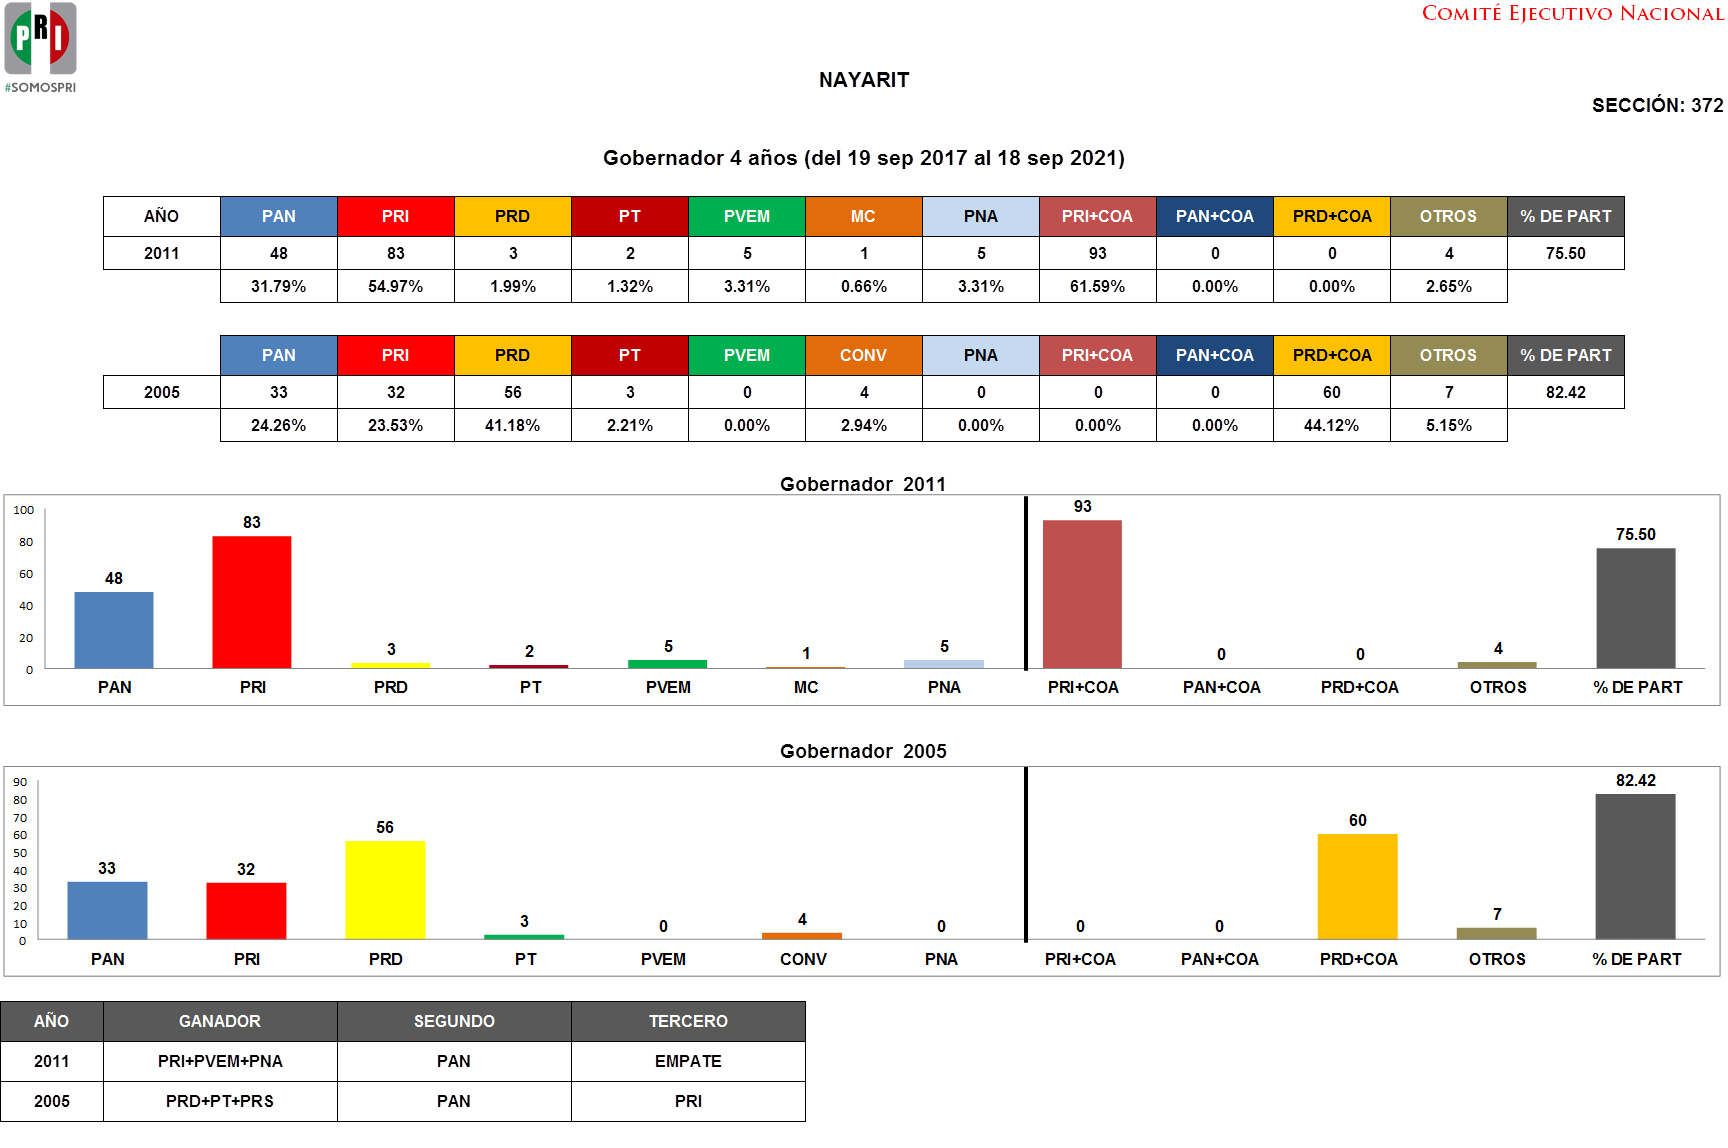 PRI
#SOMOSPRI
COMITÉ EJECUTIVO NACIONAL
NAYARIT
SECCIÓN: 372
Gobernador 4 años (del 19 sep 2017 al 18 sep 2021)
AÑO PAN PRI PRD PT PVEM MC PNA PRI+COA PAN+COA PRD+COA OTROS % DE PART
2011 48 83 3 2 5 1 5 93 0 0 4 75.50
31.79% 54.97% 1.99% 1.32% 3.31% 0.66% 3.31% 61.59% 0.00% 0.00% 2.65%
PAN PRI PRD PT PVEM CONV PNA PRI+COA PAN+COA PRD+COA OTROS % DE PART
2005 33 32 56 3 0 4 0 0 0 60 7 82.42
24.26% 23.53% 41.18% 2.21% 0.00% 2.94% 0.00% 0.00% 0.00% 44.12% 5.15%
Gobernador 2011
100
80
60
40
20
0
48 83 3 2 5 1 5 93 0 0 4 75.50
PAN PRI PRD PT PVEM MC PNA PRI+COA PAN+COA PRD+COA OTROS % DE PART
Gobernador 2005
90
80
70
60
50
40
30
20
10
0
33 32 56 3 0 4 0 0 0 60 7 82.42
PAN PRI PRD PT PVEM CONV PNA PRI+COA PAN+COA PRD+COA OTROS % DE PART
AÑO GANADOR SEGUNDO TERCERO
2011 PRI+PVEM+PNA PAN EMPATE
2005 PRD+PT+PRS PAN PRI